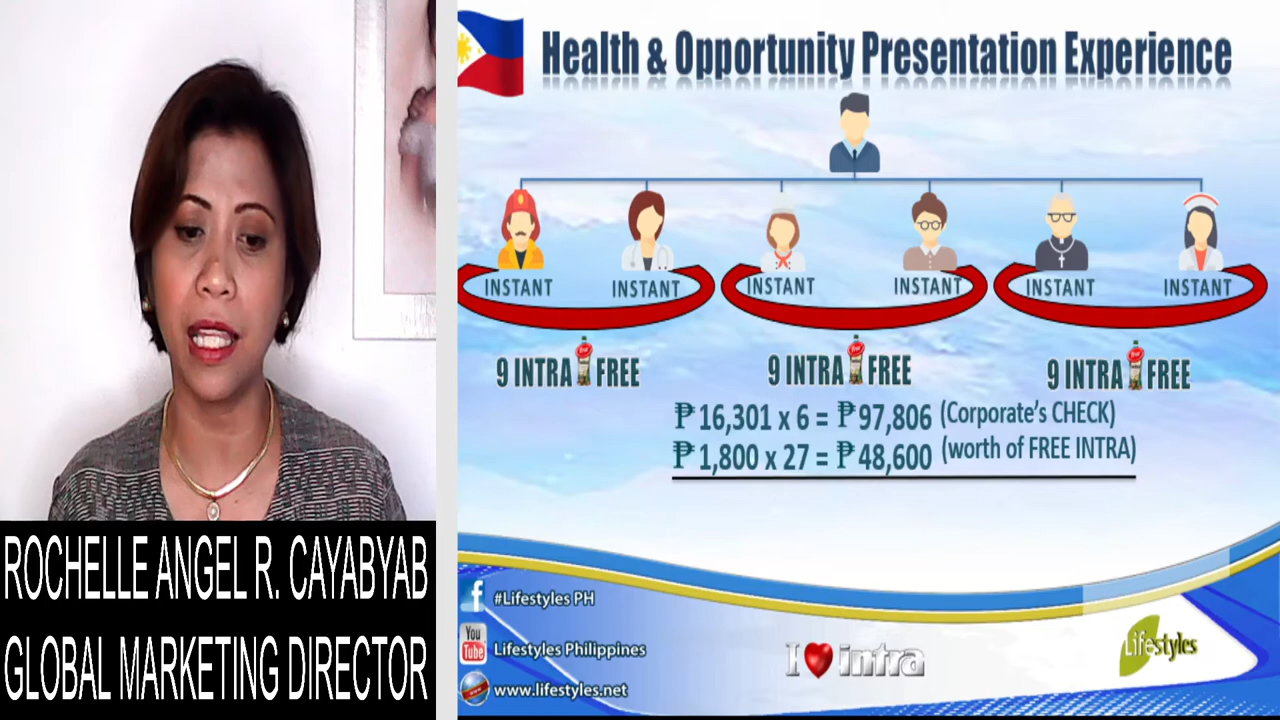 Health & Opportunity Presentation Experience
INSTANT INSTANT INSTANT INSTANT INSTANT INSTANT
9 INTRA FREE 9 INTRA FREE 9 INTRA FREE
₱ 16,301 x 6 = ₱ 97,806 (Corporate's CHECK)
₱ 1,800 x 27 = ₱ 48,600 (worth of FREE INTRA)
ROCHELLE ANGEL R. CAYABYAB
GLOBAL MARKETING DIRECTOR
f #Lifestyles PH
You Tube Lifestyles Philippines
www.lifestyles.net
I intra
Lifestyles